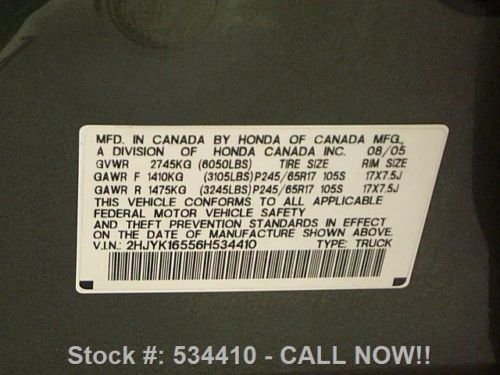 MFD. IN CANADA BY HONDA OF CANADA MFG.,
A DIVISION OF HONDA CANADA INC. 08/05
GVWR 2745KG (6050LBS) TIRE SIZE RIM SIZE
GAWR F 1410KG (3105LBS)P245/65R17 105S 17X7.5J
GAWR R 1475KG (3245LBS)P245/65R17 105S 17X7.5J
THIS VEHICLE CONFORMS TO ALL APPLICABLE
FEDERAL MOTOR VEHICLE SAFETY
AND THEFT PREVENTION STANDARDS IN EFFECT
ON THE DATE OF MANUFACTURE SHOWN ABOVE.
V.I.N.: 2HJYK16556H534410 TYPE: TRUCK
Stock #: 534410 - CALL NOW!!